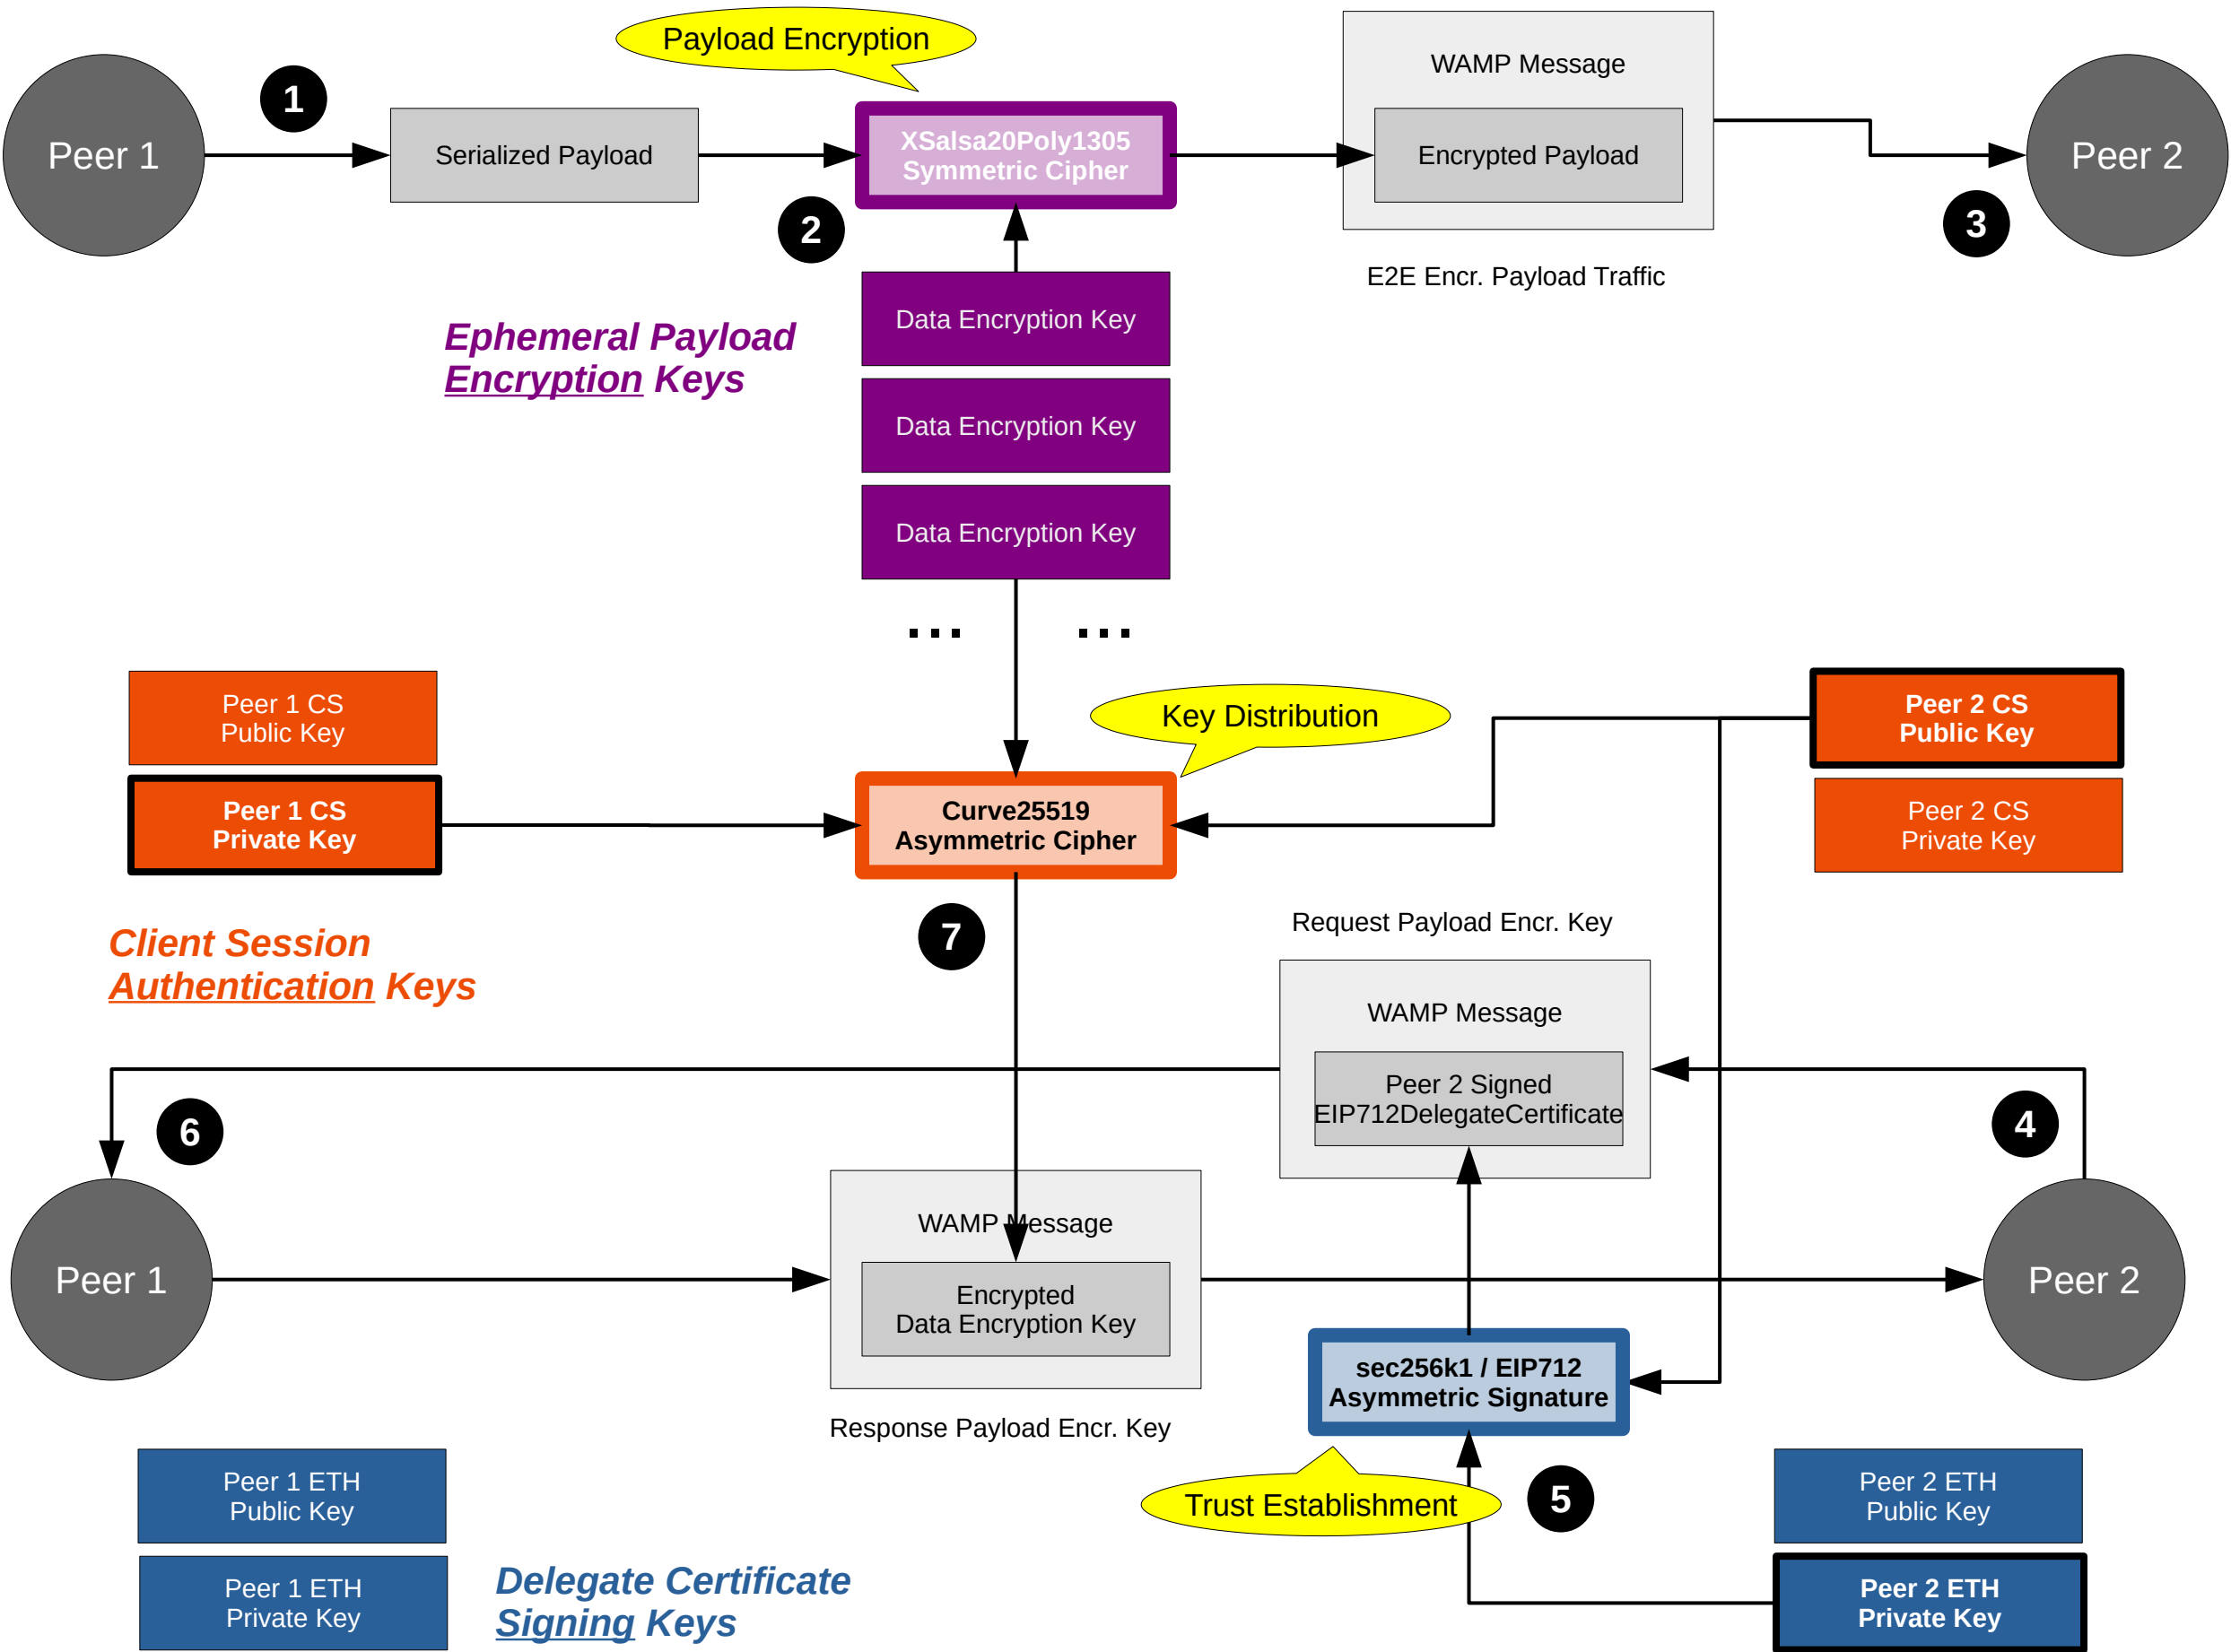 Payload Encryption
WAMP Message
1
Peer 1
Serialized Payload
XSalsa20Poly1305
Symmetric Cipher
Encrypted Payload
Peer 2
2
3
E2E Encr. Payload Traffic
Data Encryption Key
Ephemeral Payload
Encryption Keys
Data Encryption Key
Data Encryption Key
... ...
Peer 1 CS
Public Key
Key Distribution
Peer 2 CS
Public Key
Peer 1 CS
Private Key
Curve25519
Asymmetric Cipher
Peer 2 CS
Private Key
7
Request Payload Encr. Key
Client Session
Authentication Keys
WAMP Message
Peer 2 Signed
EIP712DelegateCertificate
6
4
WAMP Message
Peer 1
Encrypted
Data Encryption Key
Peer 2
sec256k1 / EIP712
Asymmetric Signature
Response Payload Encr. Key
Peer 1 ETH
Public Key
Trust Establishment
5
Peer 2 ETH
Public Key
Peer 1 ETH
Private Key
Delegate Certificate
Signing Keys
Peer 2 ETH
Private Key